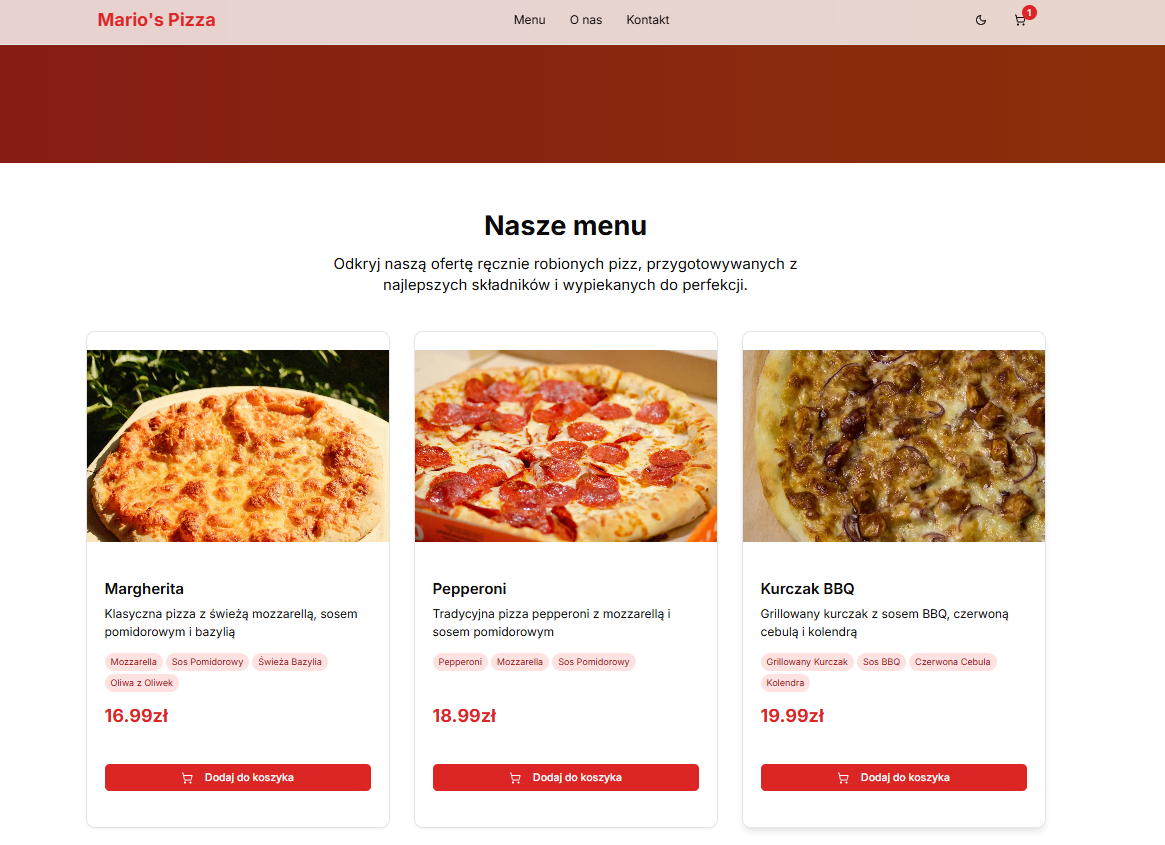 Mario's Pizza
Menu
O nas
Kontakt
1
Nasze menu
Odkryj naszą ofertę ręcznie robionych pizz, przygotowywanych z
najlepszych składników i wypiekanych do perfekcji.
Margherita
Klasyczna pizza z świeżą mozzarellą, sosem
pomidorowym i bazylią
Mozzarella
Sos Pomidorowy
Świeża Bazylia
Oliwa z Oliwek
16.99zł
Dodaj do koszyka
Pepperoni
Tradycyjna pizza pepperoni z mozzarellą i
sosem pomidorowym
Pepperoni
Mozzarella
Sos Pomidorowy
18.99zł
Dodaj do koszyka
Kurczak BBQ
Grillowany kurczak z sosem BBQ, czerwoną
cebulą i kolendrą
Grillowany Kurczak
Sos BBQ
Czerwona Cebula
Kolendra
19.99zł
Dodaj do koszyka